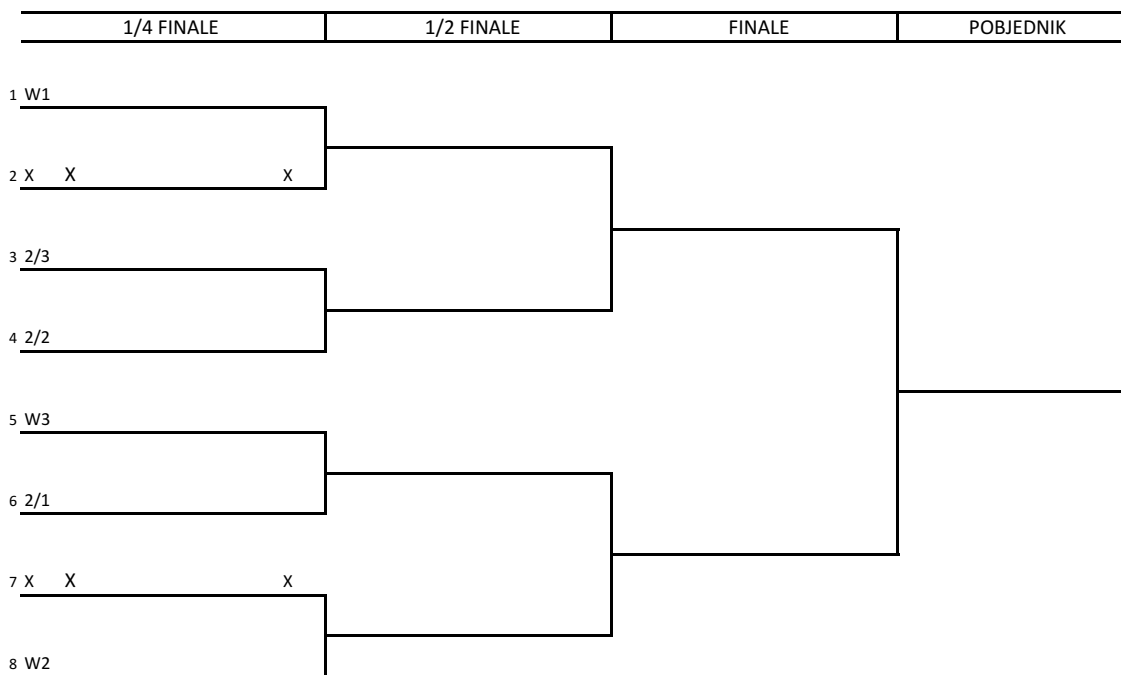 1/4 FINALE 1/2 FINALE FINALE POBJEDNIK
1 W1
2 X X X
3 2/3
4 2/2
5 W3
6 2/1
7 X X X
8 W2